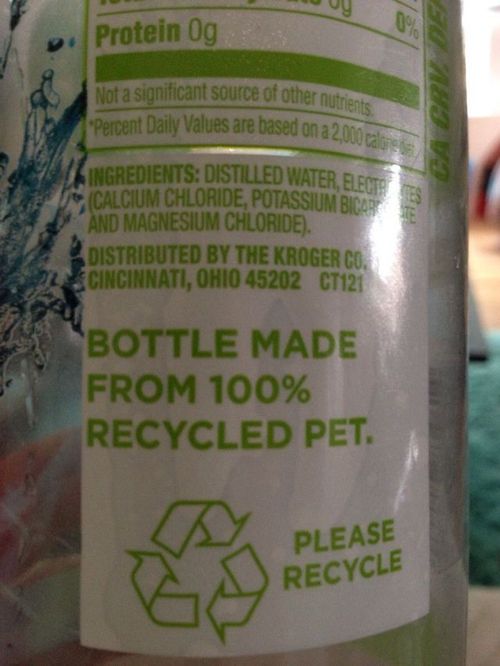 0g 0%
Protein 0g
Not a significant source of other nutrients.
*Percent Daily Values are based on a 2,000 calorie
INGREDIENTS: DISTILLED WATER,
(CALCIUM CHLORIDE, POTASSIUM
AND MAGNESIUM CHLORIDE).
DISTRIBUTED BY THE KROGER CO.
CINCINNATI, OHIO 45202 CT121
BOTTLE MADE
FROM 100%
RECYCLED PET.
PLEASE
RECYCLE
CA CRV,